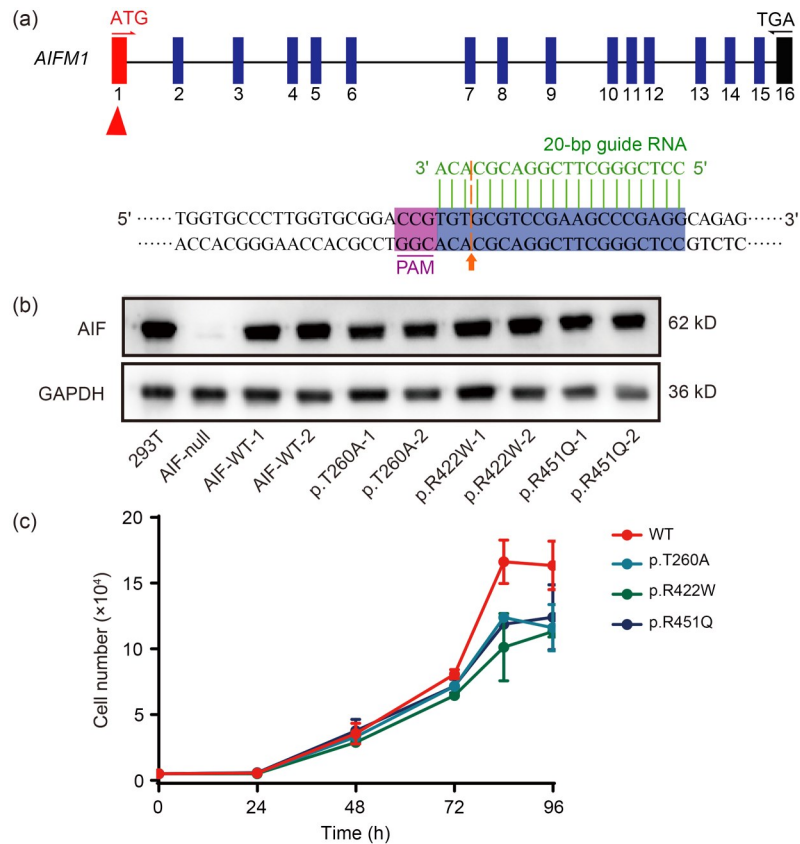 (a)
ATG
TGA
AIFM1
1 2 3 4 5 6 7 8 9 10 11 12 13 14 15 16
20-bp guide RNA
3' ACACGCAGGCTTCGGGCTCC 5'
5' ······TGGTGCCCTTGGTGCGGACCGTGTGCGTCCGAAGCCCGAGGCAGAG······3'
······ACCACGGGAACCACGCCTGGCACACGCAGGCTTCGGGCTCCGTCTC······
PAM
(b)
AIF 62 kD
GAPDH 36 kD
293T AIF-null AIF-WT-1 AIF-WT-2 p.T260A-1 p.T260A-2 p.R422W-1 p.R422W-2 p.R451Q-1 p.R451Q-2
(c)
Cell number (×10⁴)
20
15
10
5
0
0 24 48 72 96
Time (h)
WT
p.T260A
p.R422W
p.R451Q